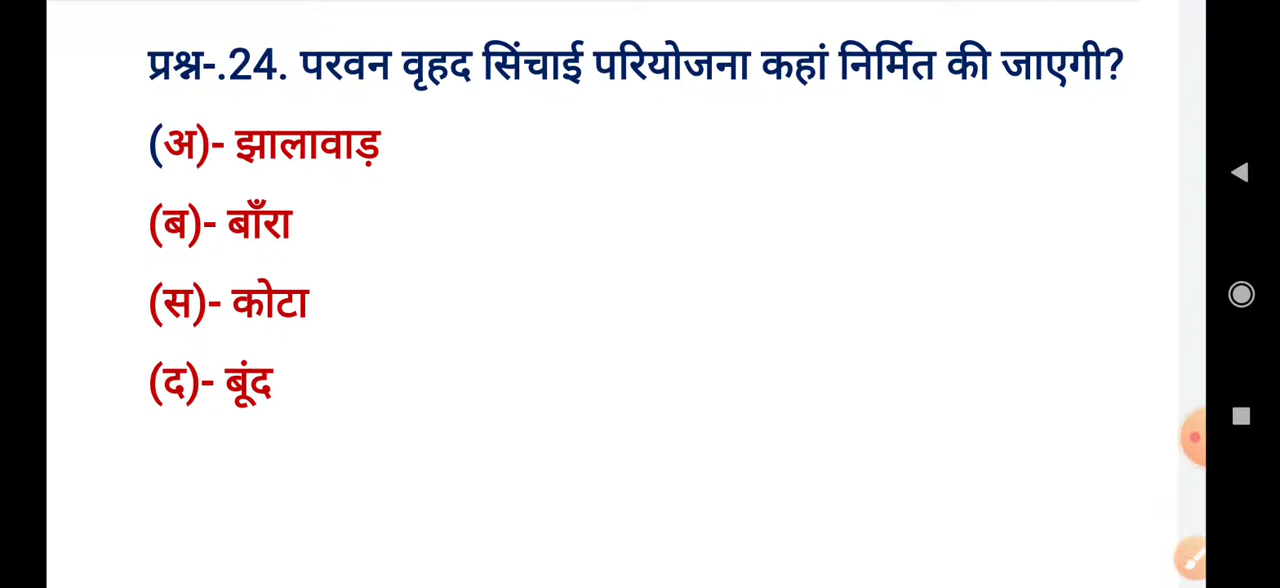 प्रश्न-.24. परवन वृहद सिंचाई परियोजना कहां निर्मित की जाएगी?
(अ)- झालावाड़
(ब)- बाँरा
(स)- कोटा
(द)- बूंद